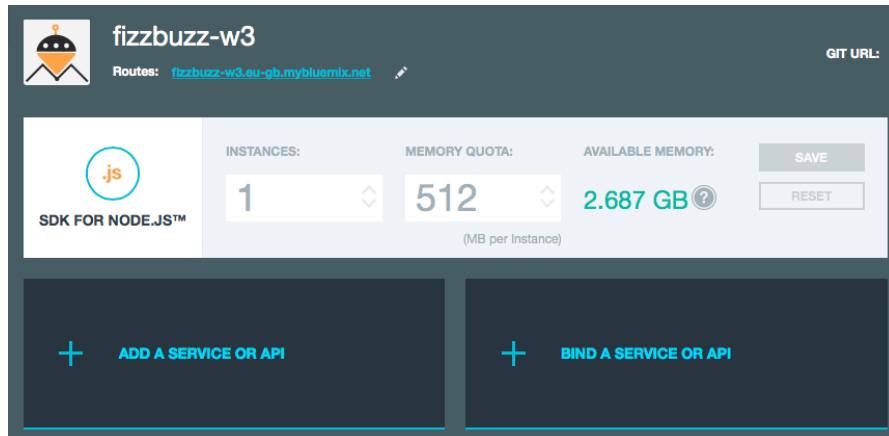 fizzbuzz-w3
Routes: fizzbuzz-w3.eu-gb.mybluemix.net
GIT URL:
.js
SDK FOR NODE.JS™
INSTANCES:
1
MEMORY QUOTA:
512
(MB per Instance)
AVAILABLE MEMORY:
2.687 GB ?
SAVE
RESET
+ ADD A SERVICE OR API
+ BIND A SERVICE OR API